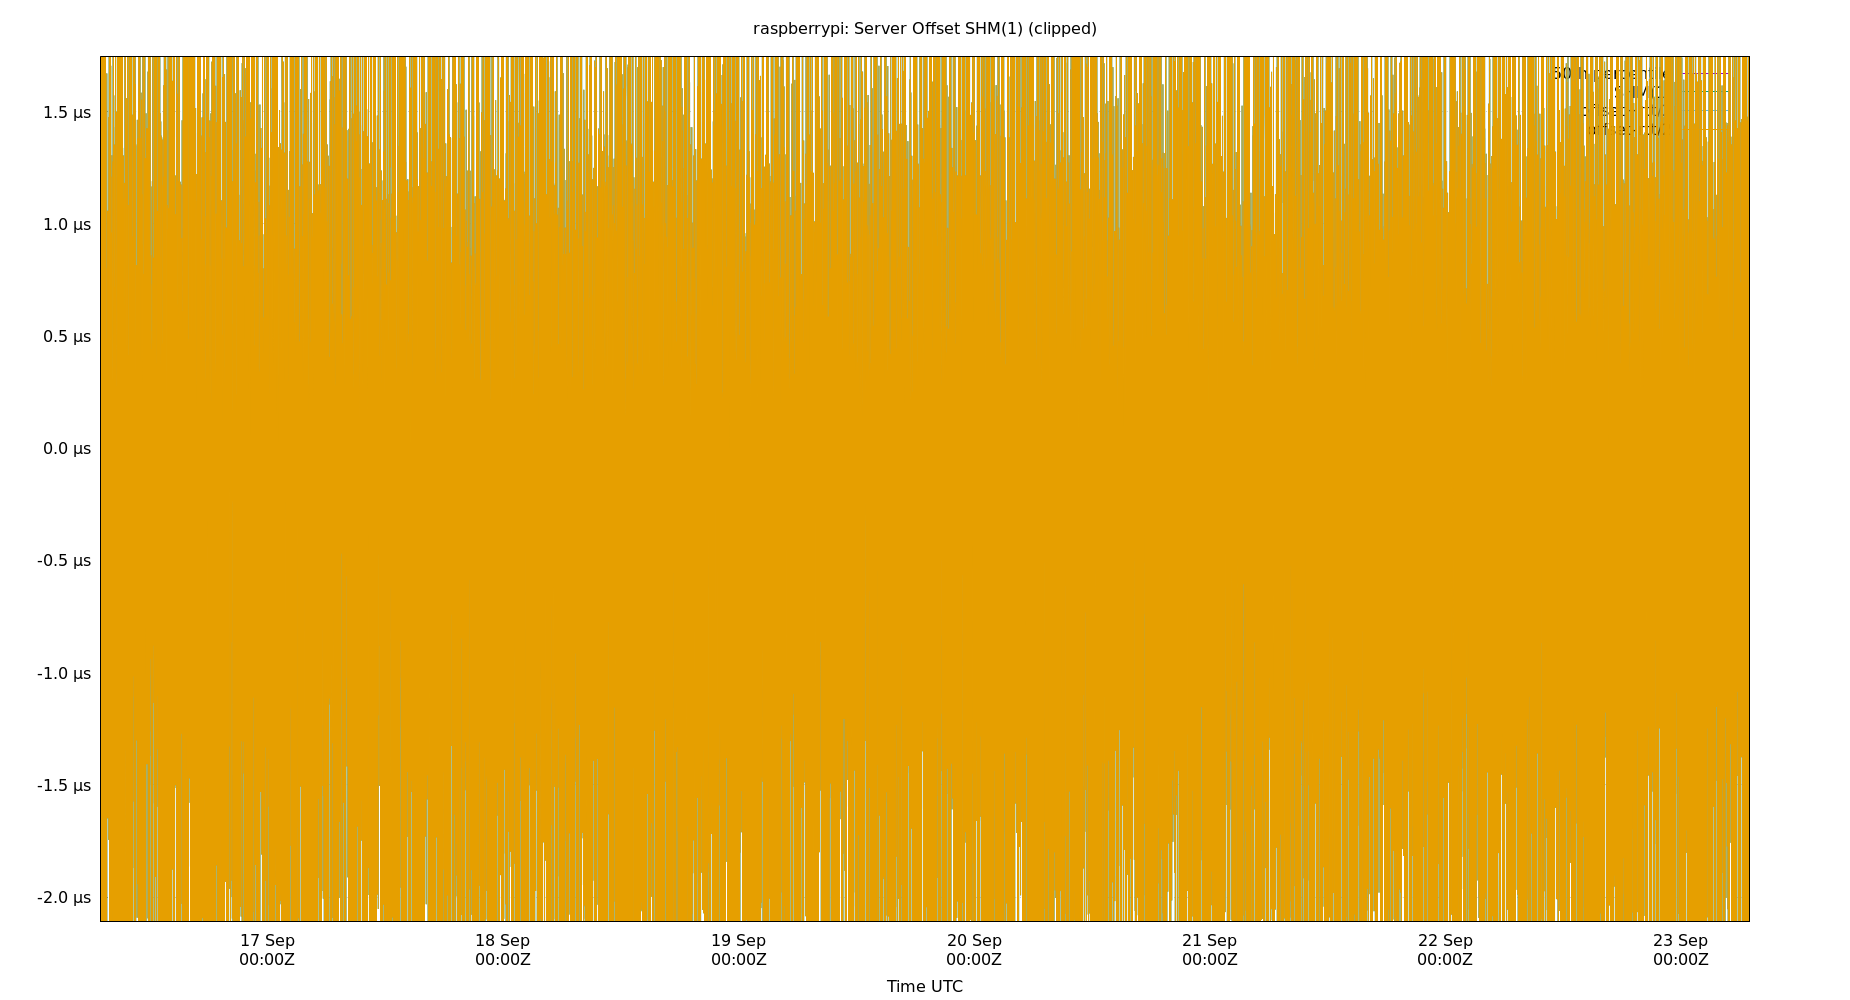 raspberrypi: Server Offset SHM(1) (clipped)
50th percentile
1.5 µs
1.0 µs
0.5 µs
0.0 µs
-0.5 µs
-1.0 µs
-1.5 µs
-2.0 µs
17 Sep 18 Sep 19 Sep 20 Sep 21 Sep 22 Sep 23 Sep
00:00Z 00:00Z 00:00Z 00:00Z 00:00Z 00:00Z 00:00Z
Time UTC